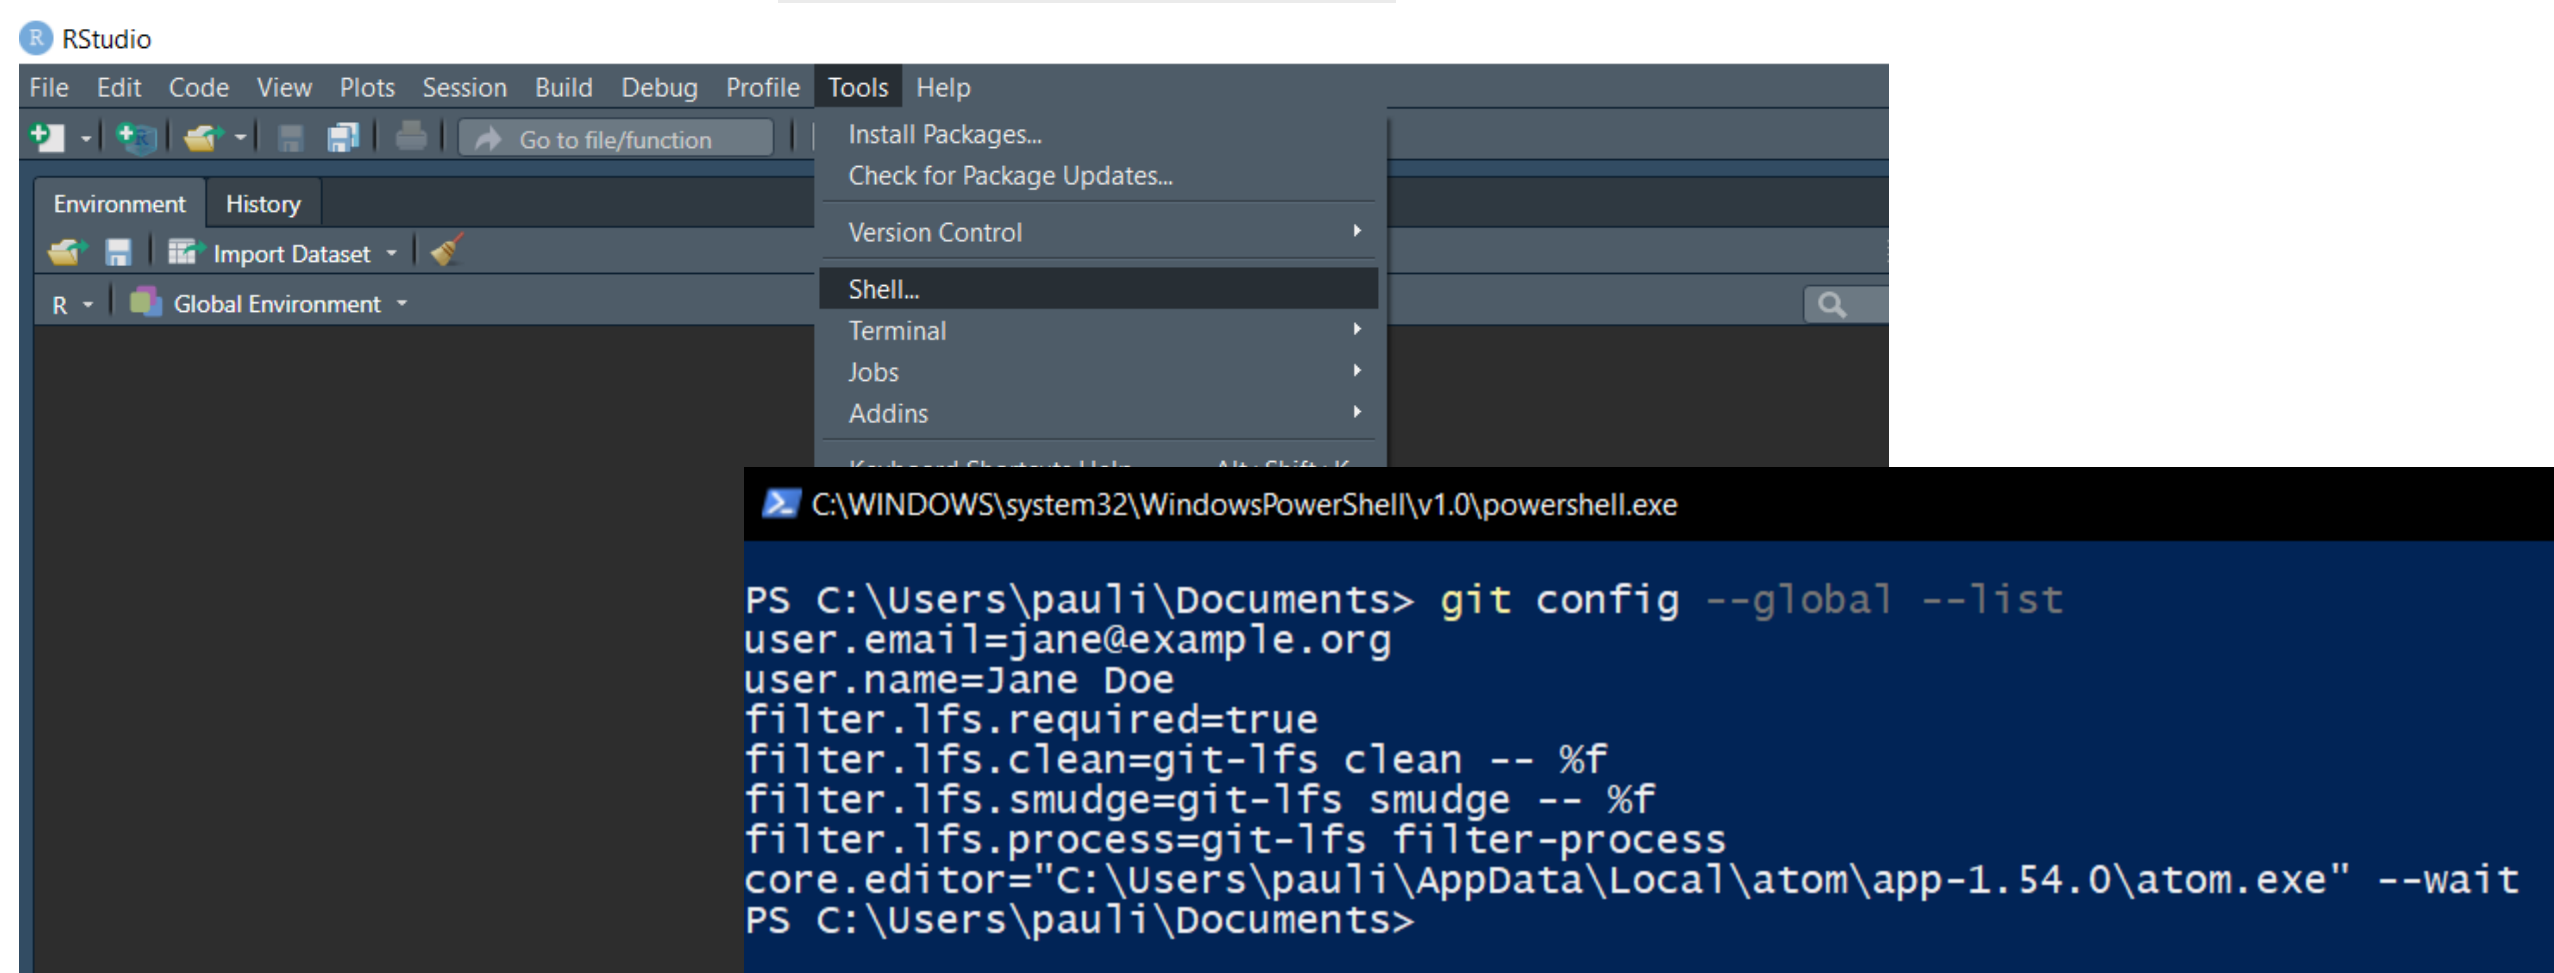 RStudio
File Edit Code View Plots Session Build Debug Profile Tools Help
Go to file/function
Install Packages...
Check for Package Updates...
Environment History
Version Control
Import Dataset
Shell...
R Global Environment
Terminal
Jobs
Addins
Keyboard Shortcuts Help Alt+Shift+K
C:\WINDOWS\system32\WindowsPowerShell\v1.0\powershell.exe
PS C:\Users\pauli\Documents> git config --global --list
user.email=jane@example.org
user.name=Jane Doe
filter.lfs.required=true
filter.lfs.clean=git-lfs clean -- %f
filter.lfs.smudge=git-lfs smudge -- %f
filter.lfs.process=git-lfs filter-process
core.editor="C:\Users\pauli\AppData\Local\atom\app-1.54.0\atom.exe" --wait
PS C:\Users\pauli\Documents>